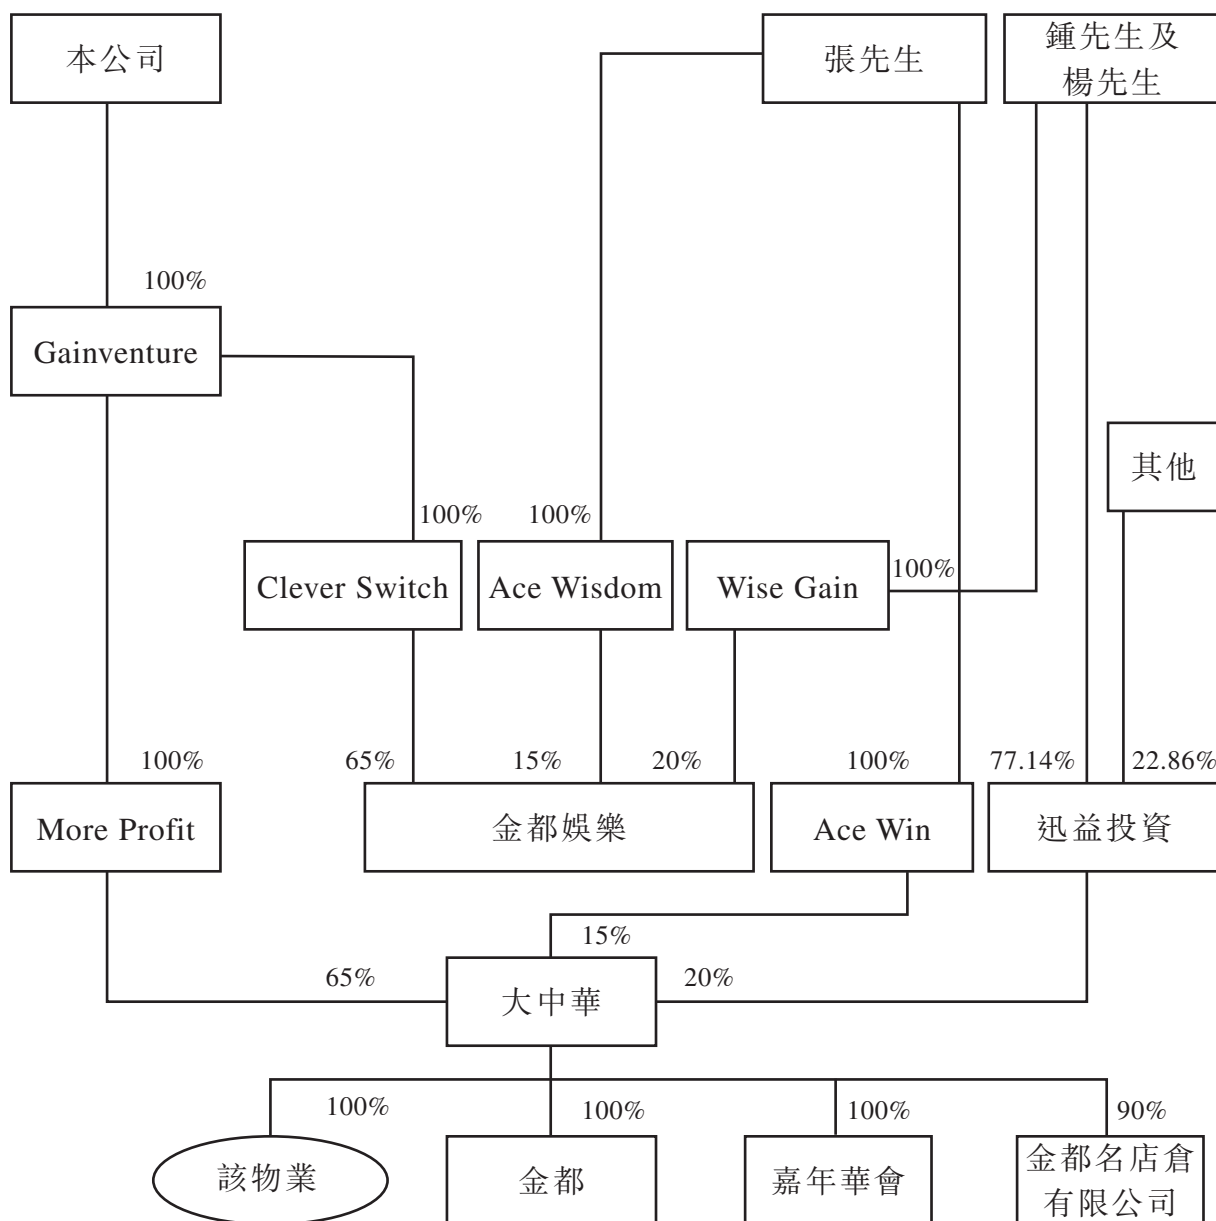 本公司
張先生
鍾先生及
楊先生
100%
Gainventure
其他
100%
100%
Clever Switch
Ace Wisdom
Wise Gain
100%
100%
65%
15%
20%
100%
77.14%
22.86%
More Profit
金都娛樂
Ace Win
迅益投資
15%
65%
20%
大中華
100%
100%
100%
90%
該物業
金都
嘉年華會
金都名店倉
有限公司